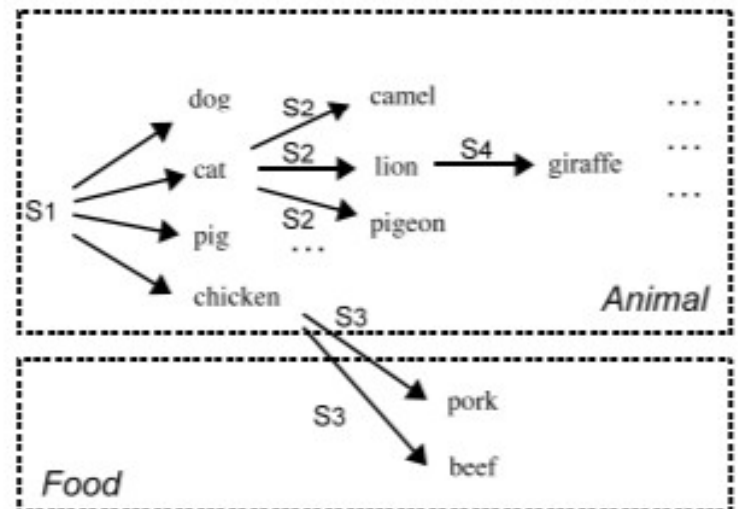 dog
S2
camel
...
S2
...
cat
lion
S4
giraffe
...
S1
S2
pigeon
pig
...
chicken
Animal
S3
pork
S3
beef
Food